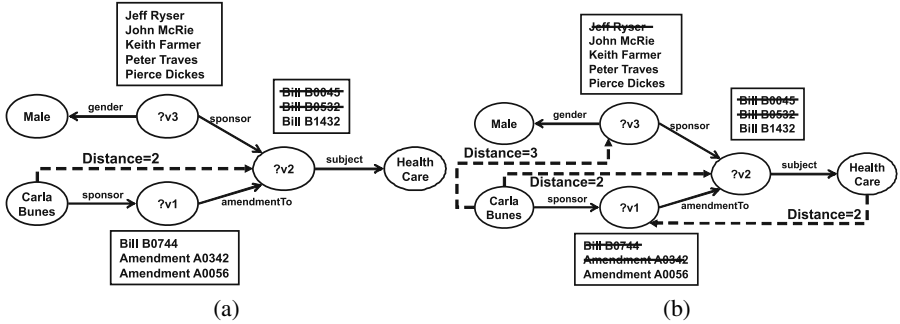 Jeff Ryser
John McRie
Keith Farmer
Peter Traves
Pierce Dickes
Bill B0045
Bill B0532
Bill B1432
Male
gender
?v3
sponsor
Distance=2
?v2
subject
Health
Care
Carla
Bunes
sponsor
?v1
amendmentTo
Bill B0744
Amendment A0342
Amendment A0056
(a)
Jeff Ryser
John McRie
Keith Farmer
Peter Traves
Pierce Dickes
Bill B0045
Bill B0532
Bill B1432
Male
gender
?v3
sponsor
Distance=3
Distance=2
?v2
subject
Health
Care
Carla
Bunes
sponsor
?v1
amendmentTo
Distance=2
Bill B0744
Amendment A0342
Amendment A0056
(b)